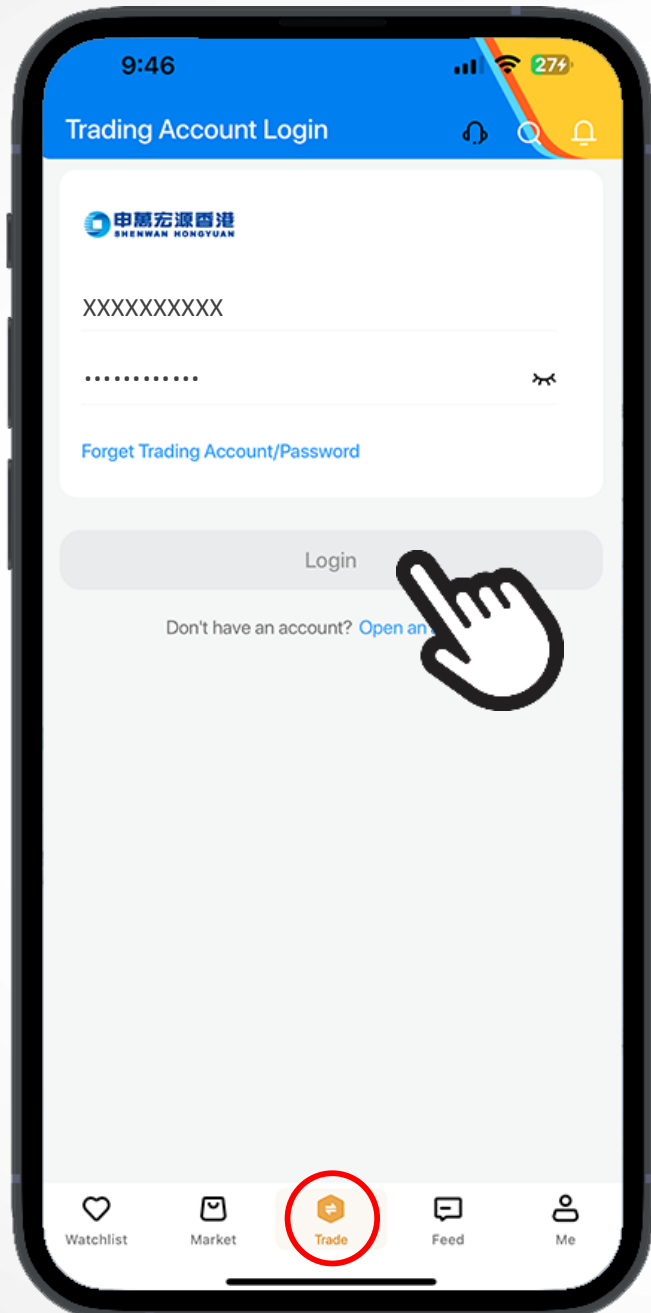 9:46
27
Trading Account Login
申萬宏源香港
SHENWAN HONGYUAN
XXXXXXXXXX
............
Forget Trading Account/Password
Login
Don't have an account? Open an
Watchlist
Market
Trade
Feed
Me